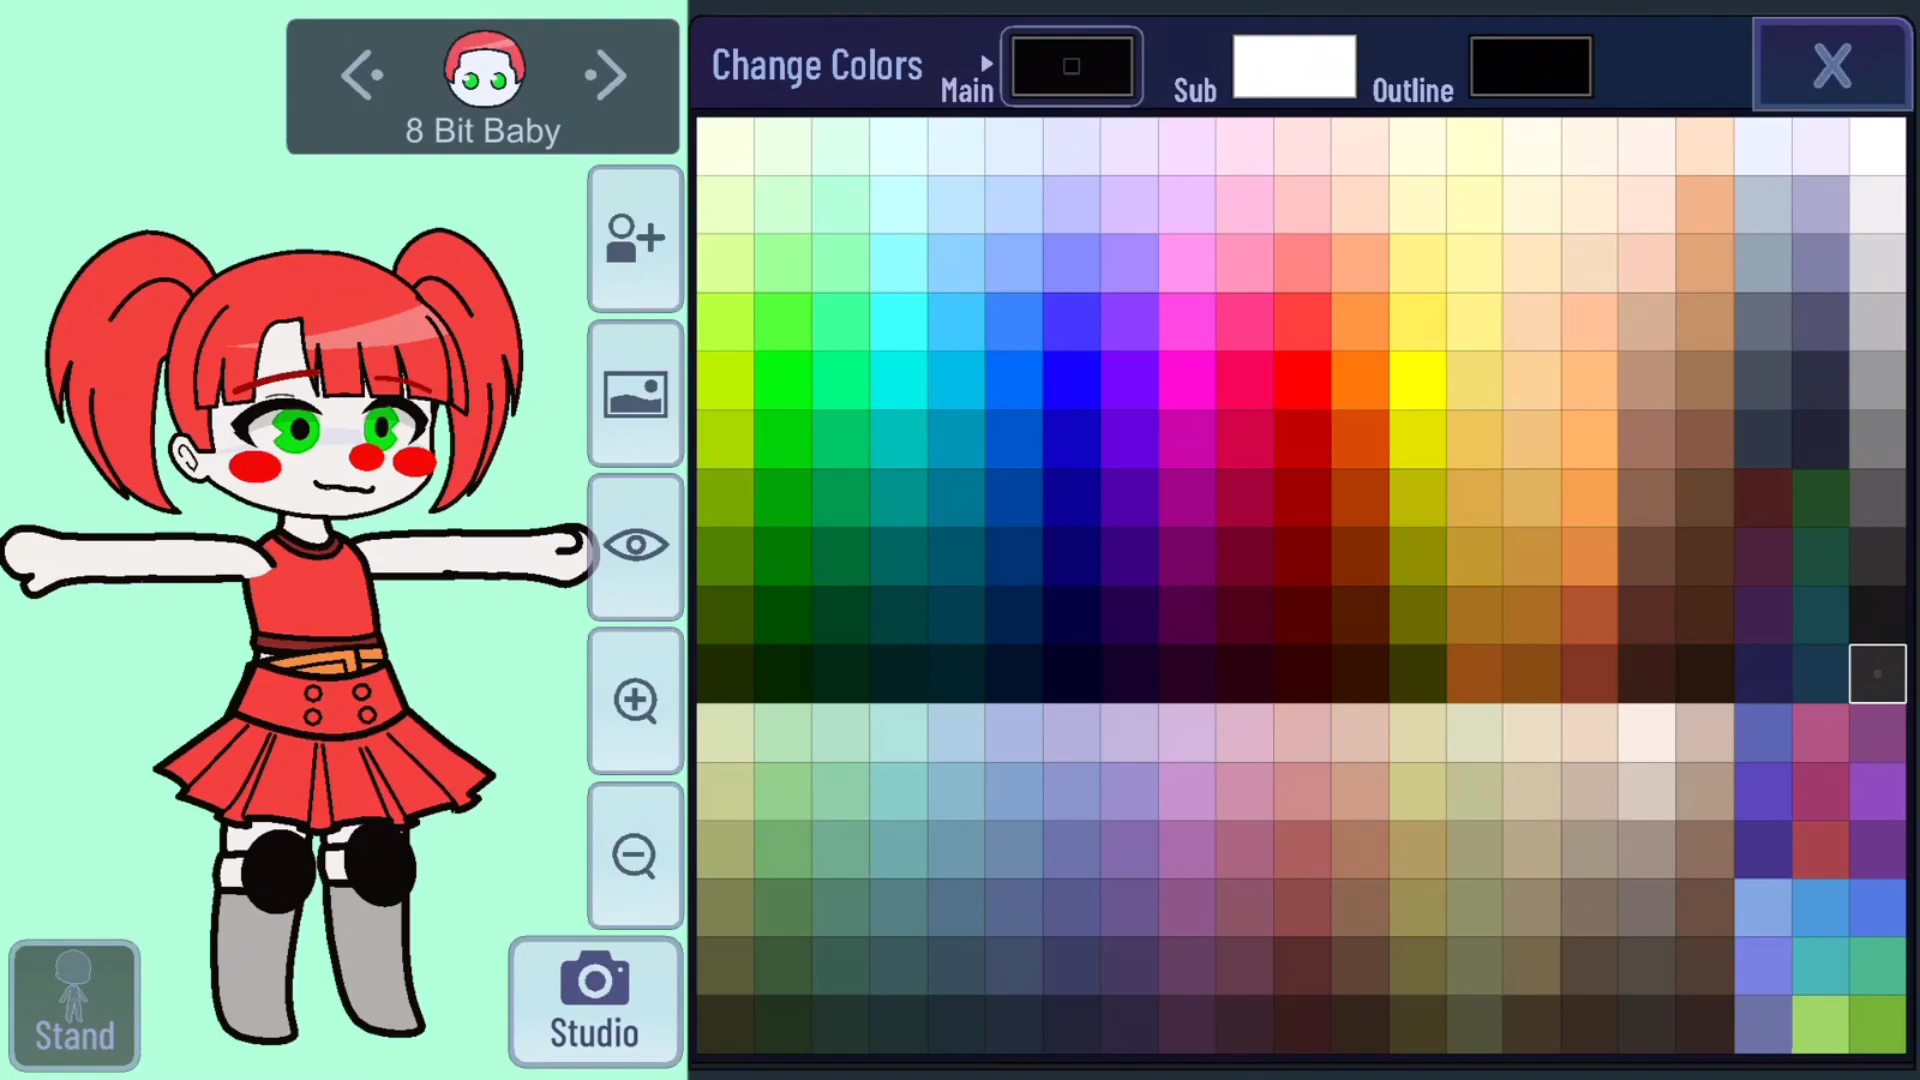 8 Bit Baby
Change Colors
Main
Sub
Outline
X
Stand
Studio